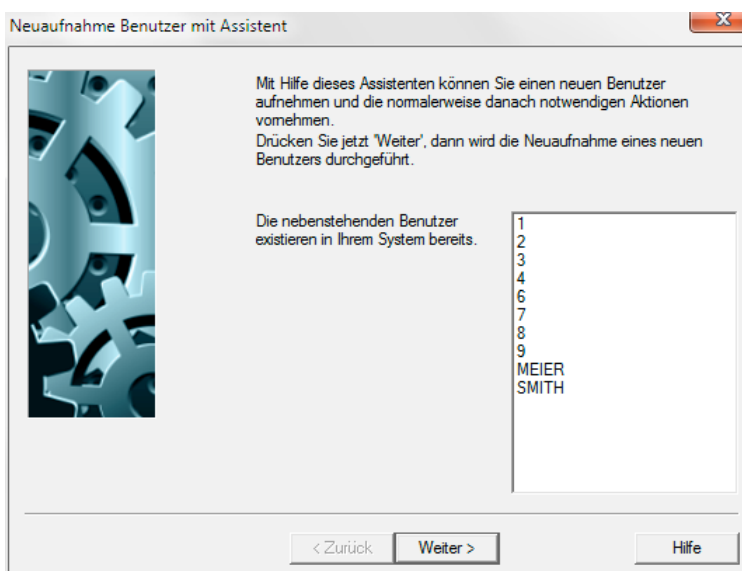 Neuaufnahme Benutzer mit Assistent
Mit Hilfe dieses Assistenten können Sie einen neuen Benutzer
aufnehmen und die normalerweise danach notwendigen Aktionen
vornehmen.
Drücken Sie jetzt 'Weiter', dann wird die Neuaufnahme eines neuen
Benutzers durchgeführt.
Die nebenstehenden Benutzer
existieren in Ihrem System bereits.
1
2
3
4
6
7
8
9
MEIER
SMITH
< Zurück
Weiter >
Hilfe